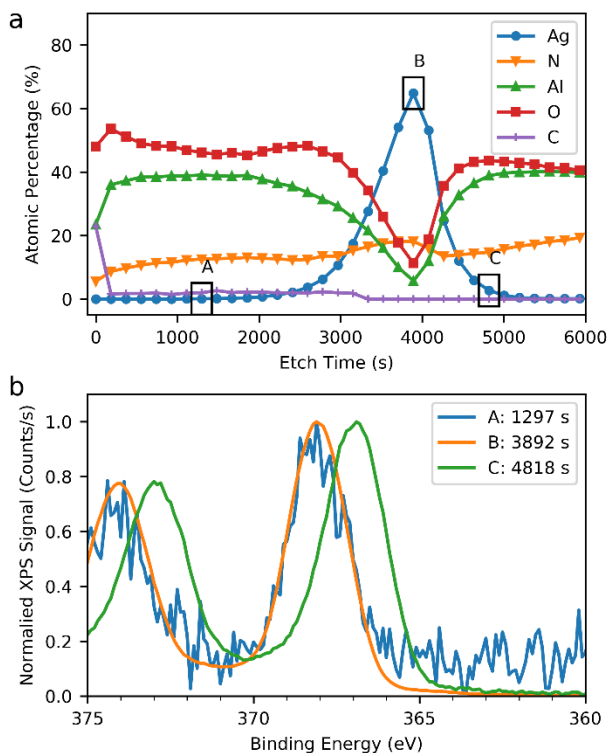 a
80
60
40
20
0
Atomic Percentage (%)
B
A
C
Ag
N
Al
O
C
0 1000 2000 3000 4000 5000 6000
Etch Time (s)
b
1.0
0.8
0.6
0.4
0.2
0.0
Normalied XPS Signal (Counts/s)
A: 1297 s
B: 3892 s
C: 4818 s
375 370 365 360
Binding Energy (eV)